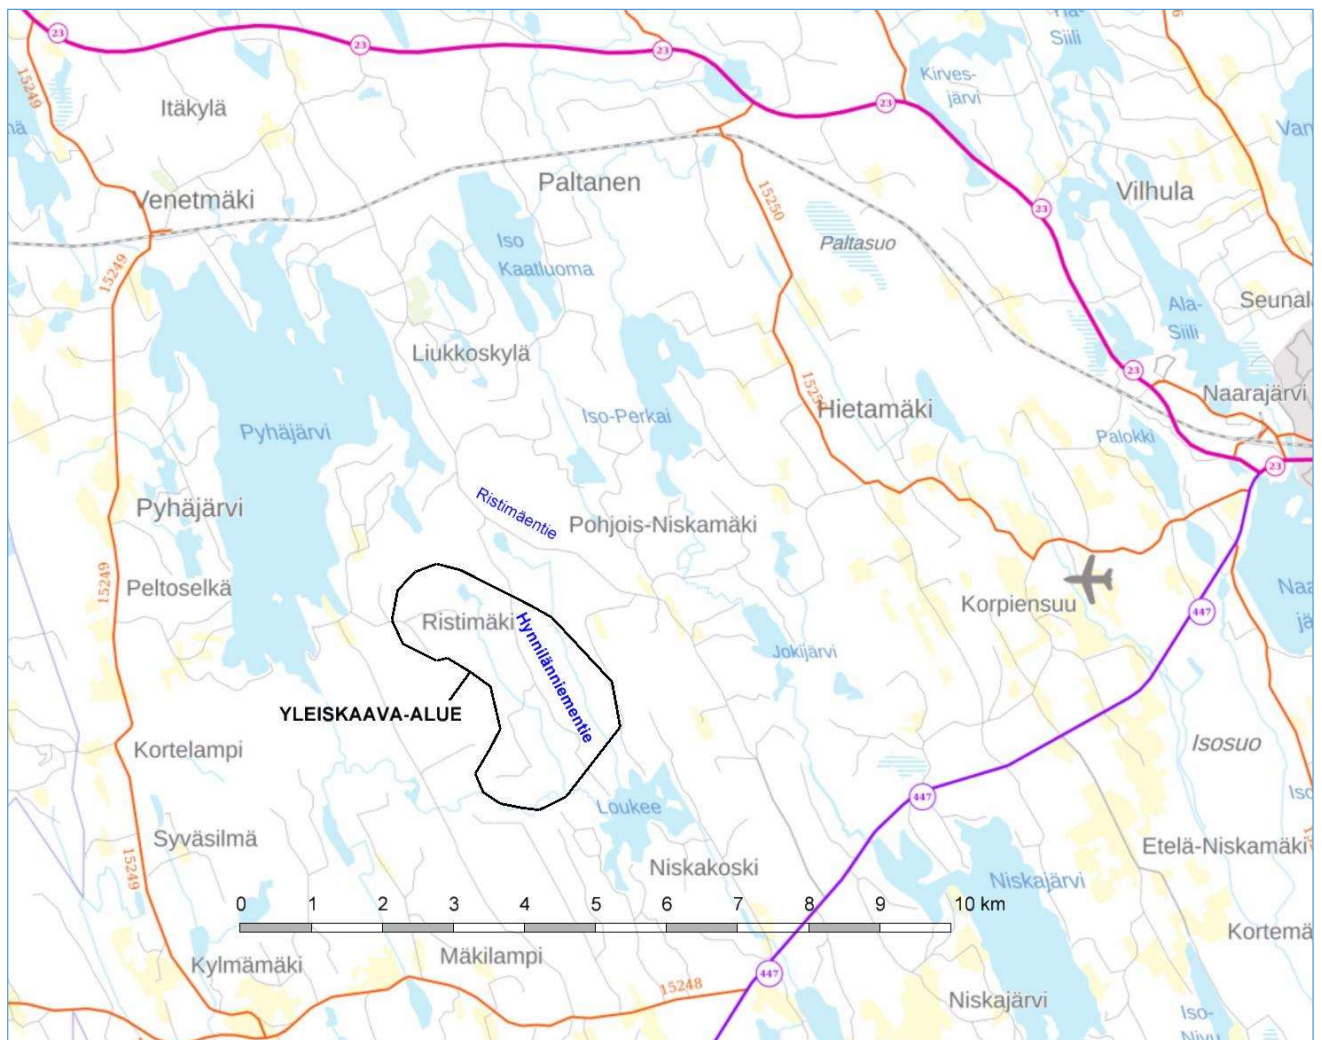 23
23
23
23
23
23
23
15249
Itäkylä
Siili
Kirves-
järvi
Venetmäki
Paltanen
15250
Vilhula
Paltasuo
Iso
Kaatluoma
15249
Ala-
Siili
Seunal
Liukkoskylä
Naarajärvi
Hietamäki
Iso-Perkai
Palokki
Pyhäjärvi
Pyhäjärvi
Ristimäentie
Pohjois-Niskamäki
15249
Peltoselkä
Korpiensuu
447
Ristimäki
Hynnilänniementie
Jokijärvi
YLEISKAAVA-ALUE
Kortelampi
Isosuo
447
Loukee
Syväsilmä
15249
Etelä-Niskamäki
Niskakoski
Niskajärvi
0 1 2 3 4 5 6 7 8 9 10 km
Kortemä
Mäkilampi
Kylmämäki
447
15248
Niskajärvi
Iso-